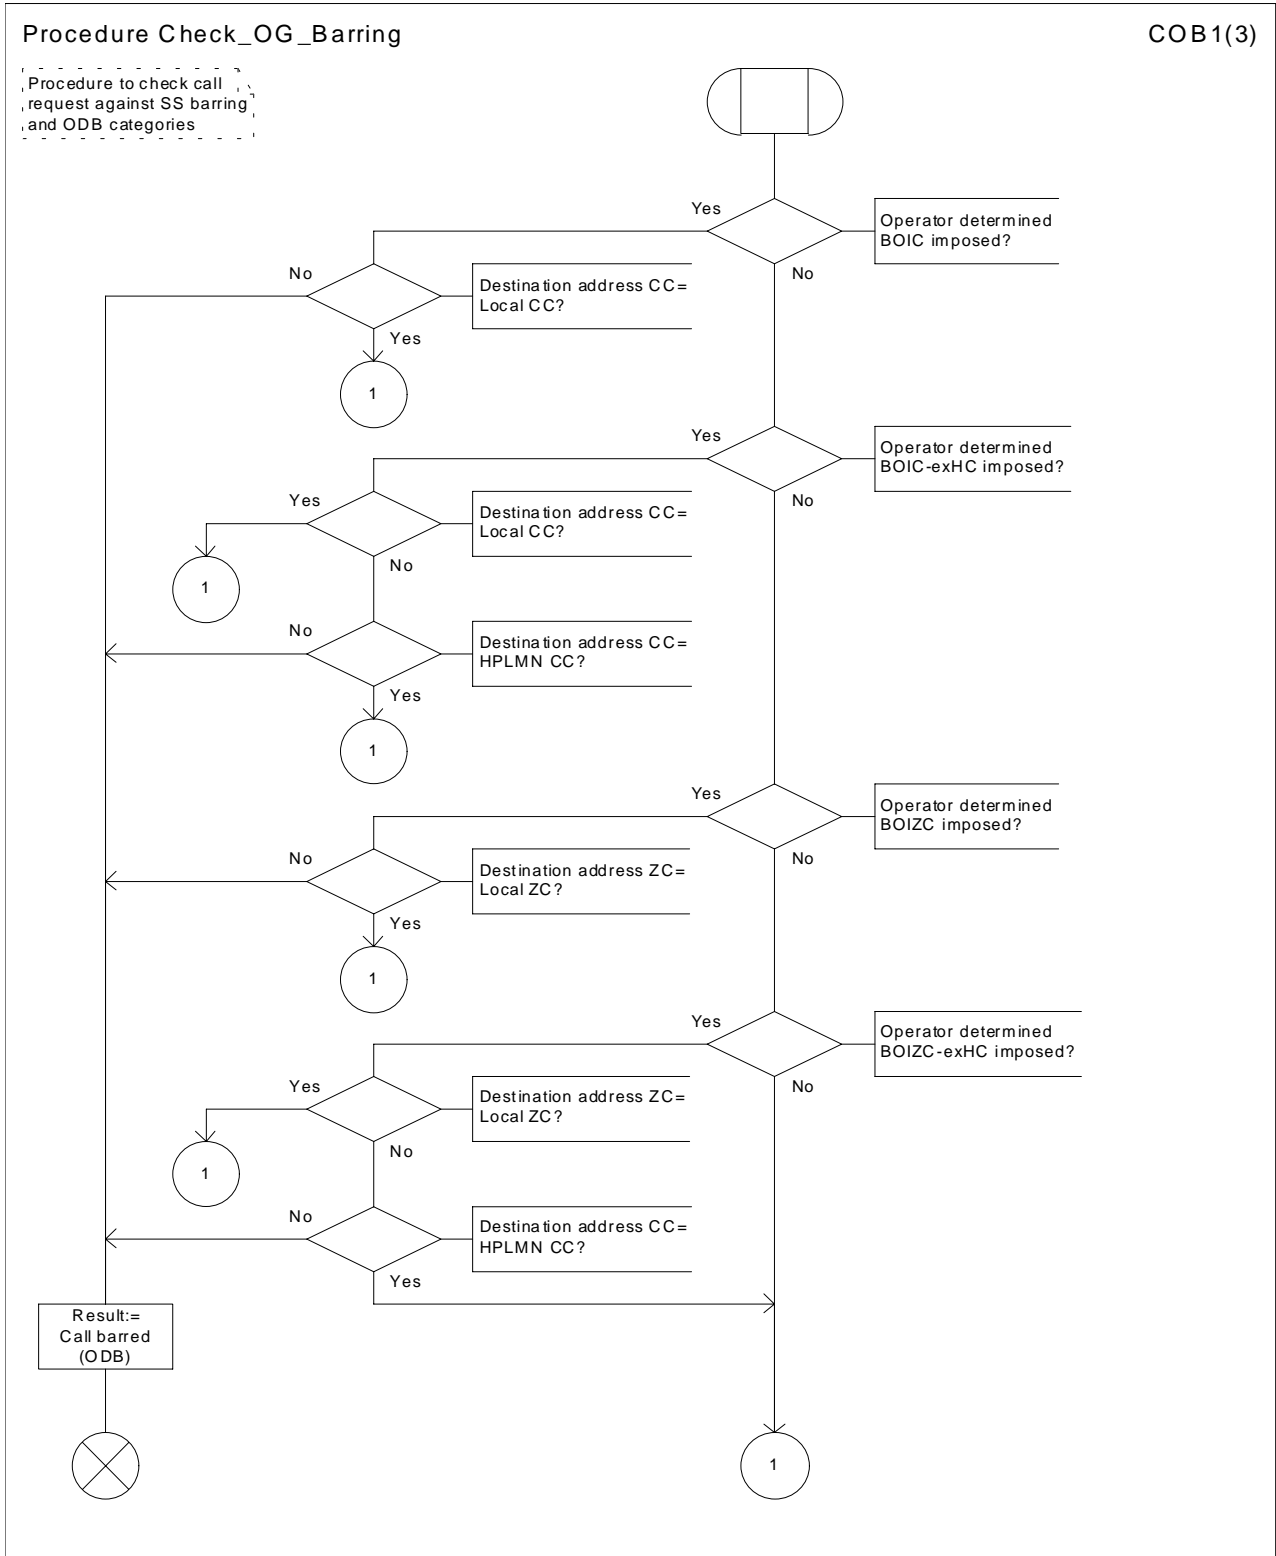 Procedure Check_OG_Barring
COB1(3)
Procedure to check call
request against SS barring
and ODB categories
Yes
Operator determined
BOIC imposed?
No
No
Destination address CC=
Local CC?
Yes
1
Yes
Operator determined
BOIC-exHC imposed?
No
Yes
Destination address CC=
Local CC?
1
No
No
Destination address CC=
HPLMN CC?
Yes
1
Yes
Operator determined
BOIZC imposed?
No
No
Destination address ZC=
Local ZC?
Yes
1
Yes
Operator determined
BOIZC-exHC imposed?
No
Yes
Destination address ZC=
Local ZC?
1
No
No
Destination address CC=
HPLMN CC?
Yes
Result:=
Call barred
(ODB)
1